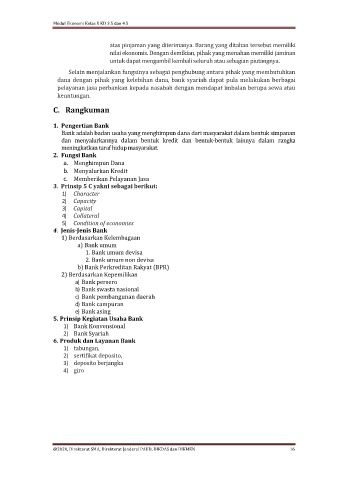 Modul Ekonomi Kelas X KD 3.5 dan 4.5
atas pinjaman yang diterimanya. Barang yang ditahan tersebut memiliki
nilai ekonomis. Dengan demikian, pihak yang menahan memiliki jaminan
untuk dapat mengambil kembali seluruh atau sebagian piutangnya.
Selain menjalankan fungsinya sebagai penghubung antara pihak yang membutuhkan
dana dengan pihak yang kelebihan dana, bank syariah dapat pula melakukan berbagai
pelayanan jasa perbankan kepada nasabah dengan mendapat imbalan berupa sewa atau
keuntungan.
C. Rangkuman
1. Pengertian Bank
Bank adalah badan usaha yang menghimpun dana dari masyarakat dalam bentuk simpanan
dan menyalurkannya dalam bentuk kredit dan bentuk-bentuk lainnya dalam rangka
meningkatkan taraf hidup masyarakat.
2. Fungsi Bank
a. Menghimpun Dana
b. Menyalurkan Kredit
c. Memberikan Pelayanan Jasa
3. Prinsip 5 C yakni sebagai berikut:
1) Character
2) Capacity
3) Capital
4) Collateral
5) Condition of economies
4. Jenis-Jenis Bank
1) Berdasarkan Kelembagaan
a) Bank umum
1. Bank umum devisa
2. Bank umum non devisa
b) Bank Perkreditan Rakyat (BPR)
2) Berdasarkan Kepemilikan
a) Bank persero
b) Bank swasta nasional
c) Bank pembangunan daerah
d) Bank campuran
e) Bank asing
5. Prinsip Kegiatan Usaha Bank
1) Bank Konvensional
2) Bank Syariah
6. Produk dan Layanan Bank
1) tabungan,
2) sertifikat deposito,
3) deposito berjangka
4) giro
@2020, Direktorat SMA, Direktorat Jenderal PAUD, DIKDAS dan DIKMEN 36